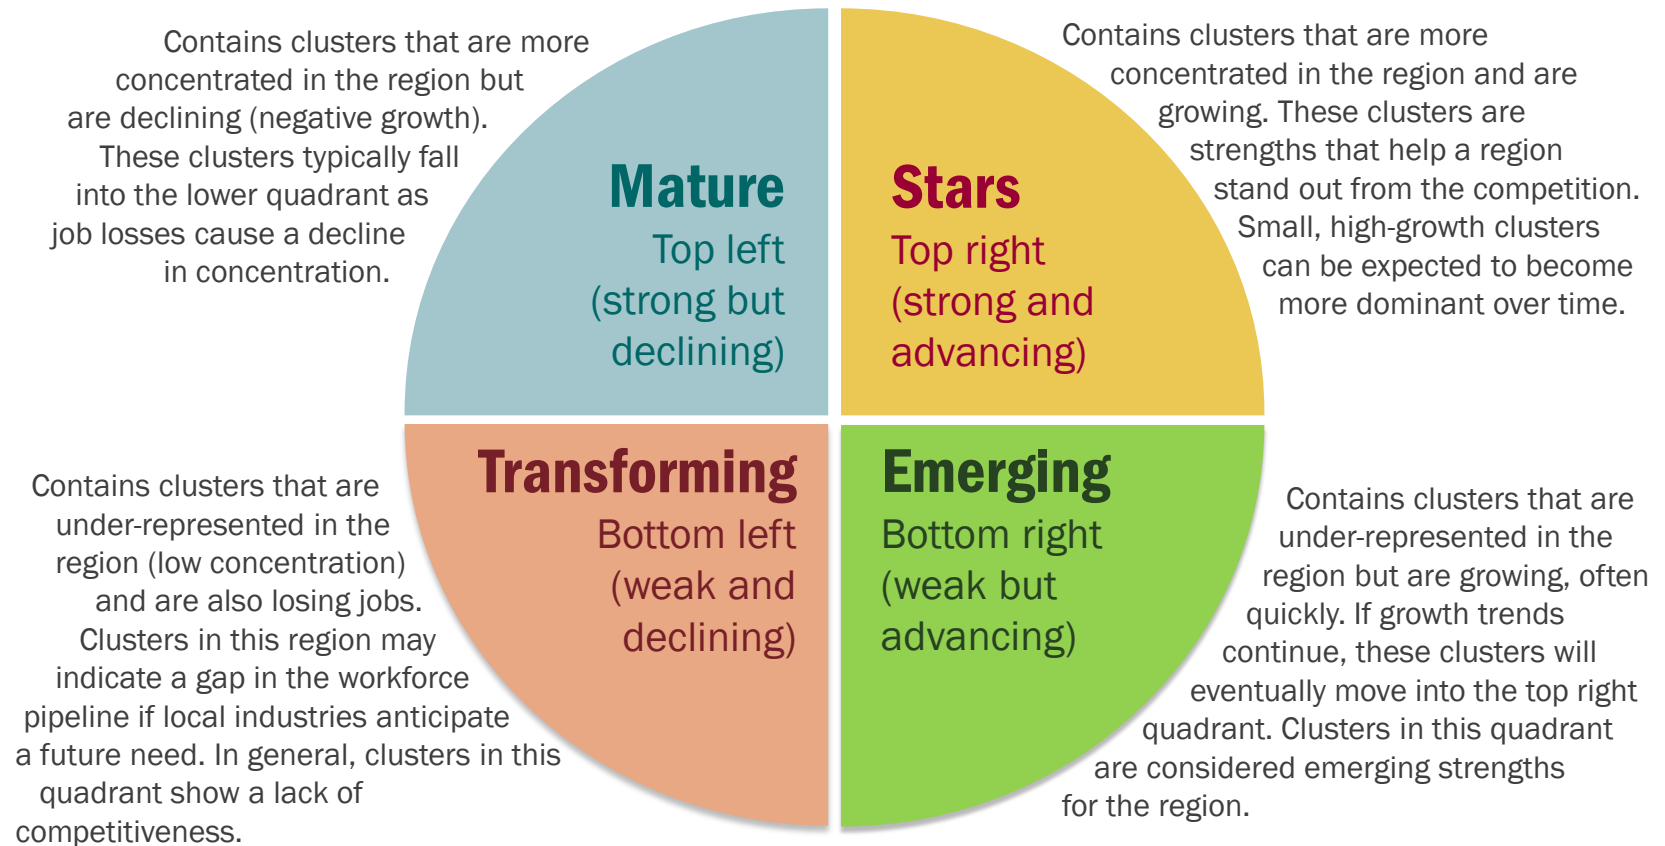 Contains clusters that are more
concentrated in the region but
are declining (negative growth).
These clusters typically fall
into the lower quadrant as
job losses cause a decline
in concentration.
Mature
Top left
(strong but
declining)
Stars
Top right
(strong and
advancing)
Contains clusters that are more
concentrated in the region and are
growing. These clusters are
strengths that help a region
stand out from the competition.
Small, high-growth clusters
can be expected to become
more dominant over time.
Contains clusters that are
under-represented in the
region (low concentration)
and are also losing jobs.
Clusters in this region may
indicate a gap in the workforce
pipeline if local industries anticipate
a future need. In general, clusters in this
quadrant show a lack of
competitiveness.
Transforming
Bottom left
(weak and
declining)
Emerging
Bottom right
(weak but
advancing)
Contains clusters that are
under-represented in the
region but are growing, often
quickly. If growth trends
continue, these clusters will
eventually move into the top right
quadrant. Clusters in this quadrant
are considered emerging strengths
for the region.